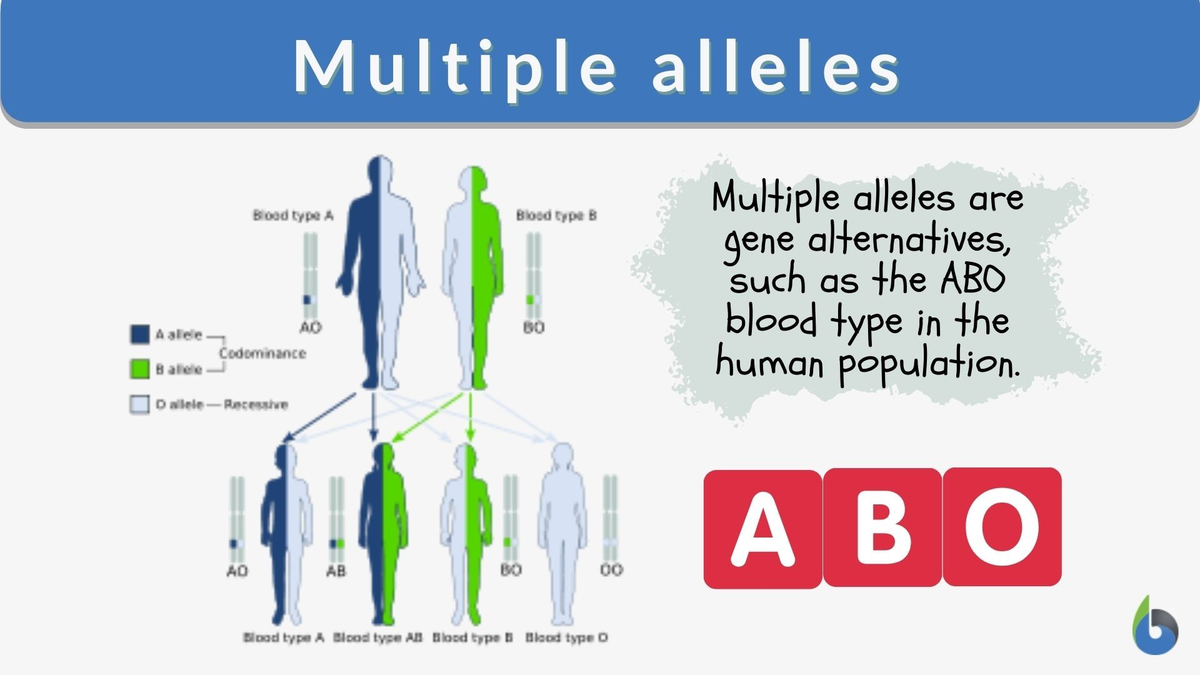 Multiple alleles
Blood type A
Blood type B
AO
BO
A allele
Codominance
B allele
O allele — Recessive
AO
AB
BO
OO
Blood type A
Blood type AB
Blood type B
Blood type O
Multiple alleles are
gene alternatives,
such as the ABO
blood type in the
human population.
A B O